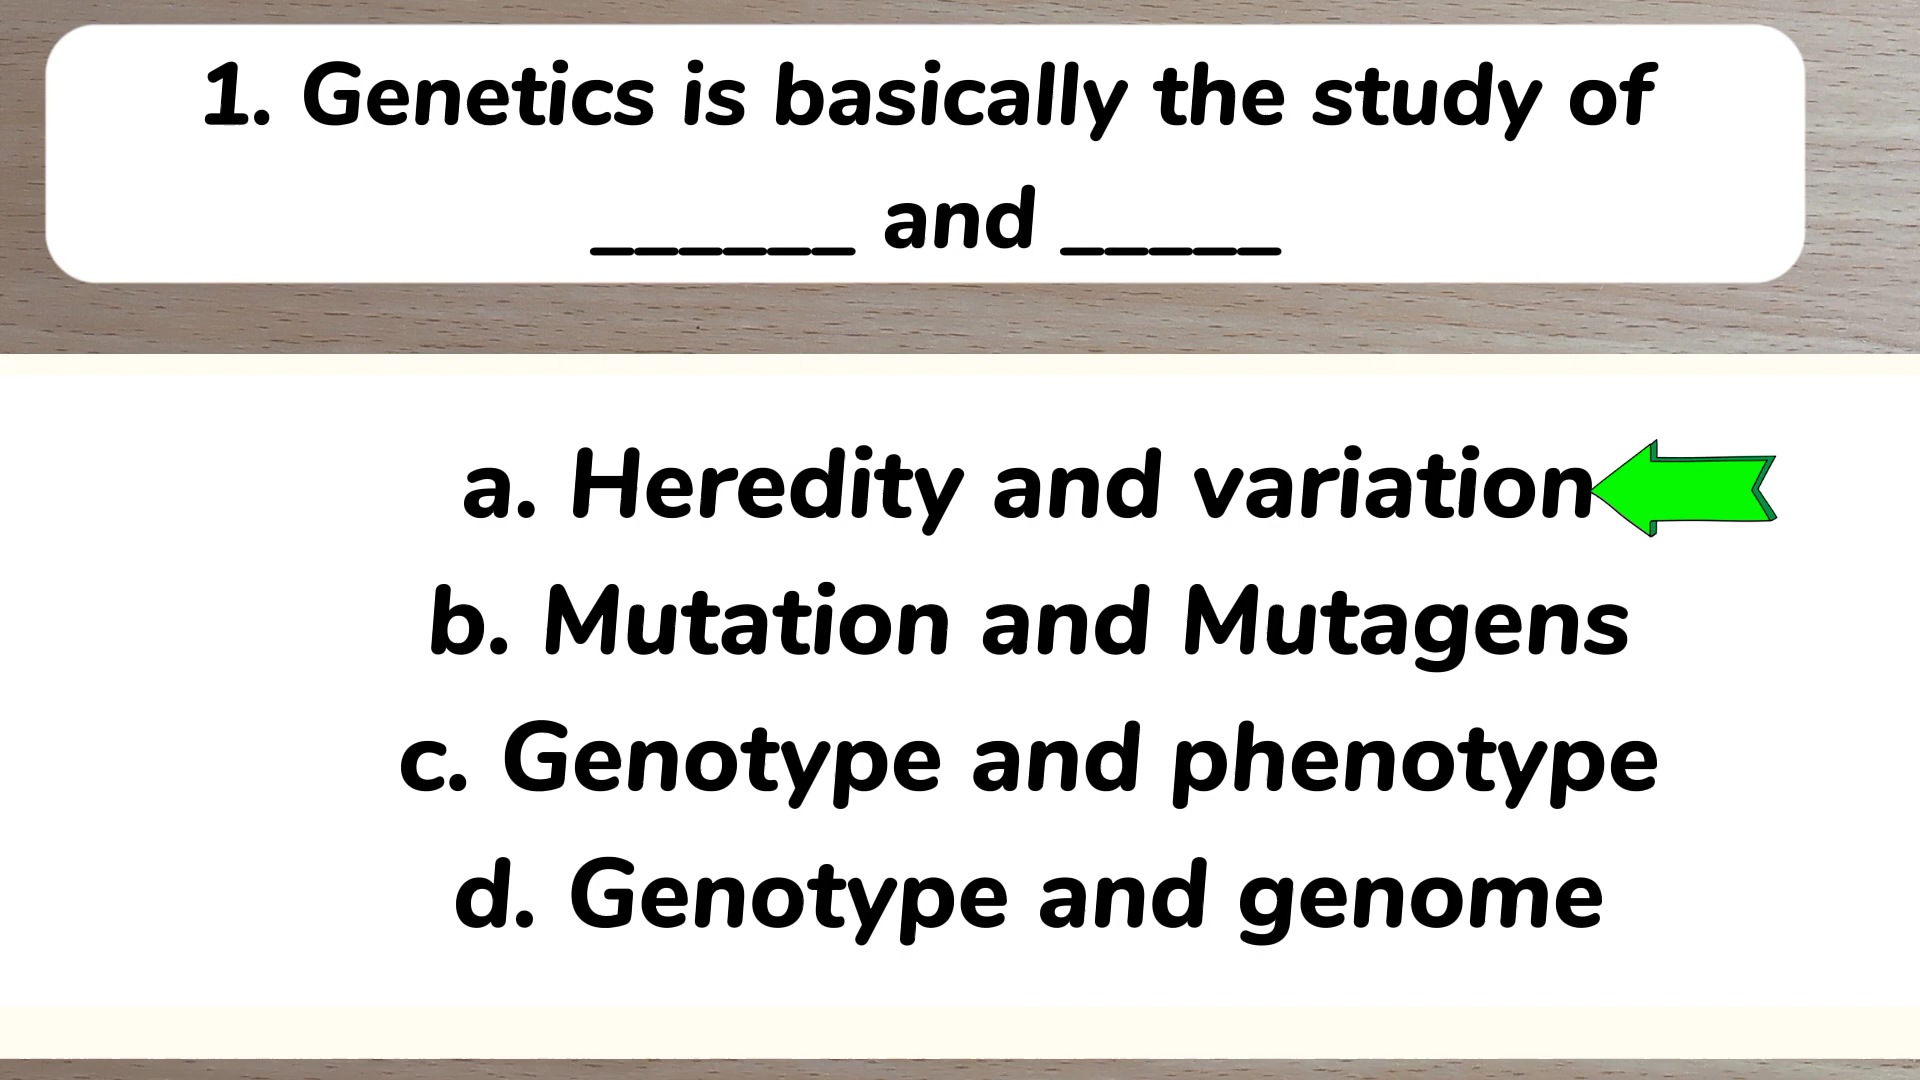 1. Genetics is basically the study of
______ and _____
a. Heredity and variation
b. Mutation and Mutagens
c. Genotype and phenotype
d. Genotype and genome